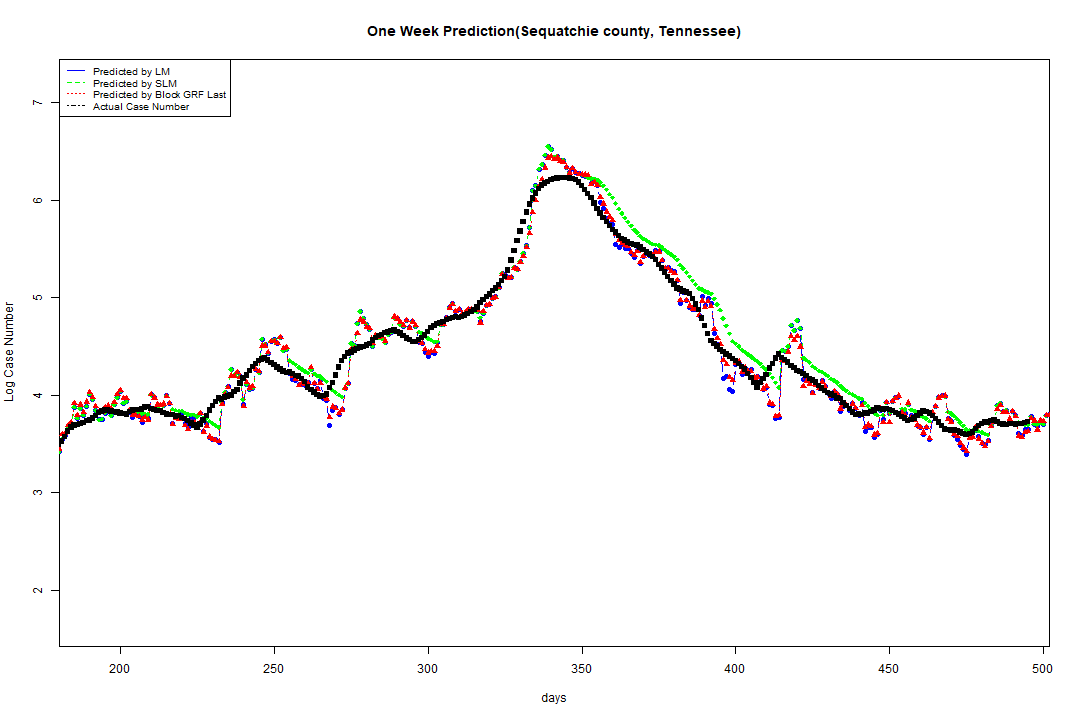 One Week Prediction(Sequatchie county, Tennessee)
Predicted by LM
Predicted by SLM
Predicted by Block GRF Last
Actual Case Number
Log Case Number
7
6
5
4
3
2
200 250 300 350 400 450 500
days